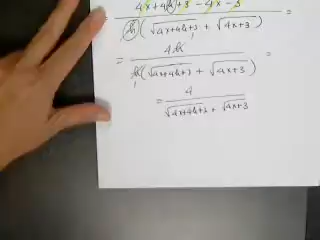 4x+4h+3 - 4x - 3
h(√4x+4h+3 + √4x+3) =
= 4h
h(√4x+4h+3 + √4x+3) =
= 4
√4x+4h+3 + √4x+3